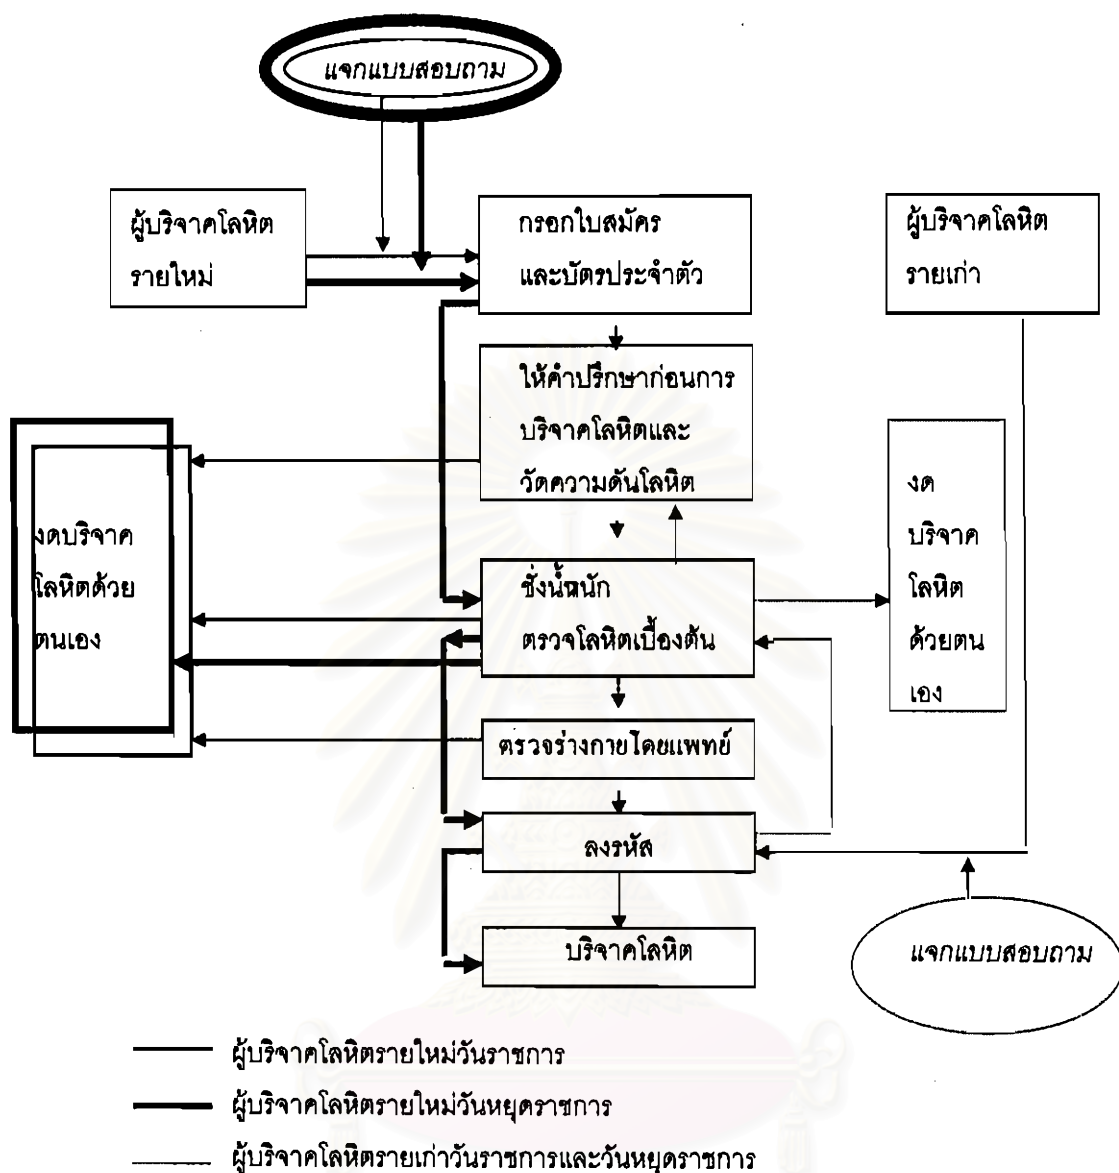 แจกแบบสอบถาม
ผู้บริจาคโลหิต
รายใหม่
กรอกใบสมัคร
และบัตรประจำตัว
ผู้บริจาคโลหิต
รายเก่า
ให้คำปรึกษาก่อนการ
บริจาคโลหิตและ
วัดความดันโลหิต
งดบริจาค
โลหิตด้วย
ตนเอง
ชั่งน้ำหนัก
ตรวจโลหิตเบื้องต้น
งด
บริจาค
โลหิต
ด้วยตน
เอง
ตรวจร่างกายโดยแพทย์
ลงรหัส
บริจาคโลหิต
แจกแบบสอบถาม
ผู้บริจาคโลหิตรายใหม่วันราชการ
ผู้บริจาคโลหิตรายใหม่วันหยุดราชการ
ผู้บริจาคโลหิตรายเก่าวันราชการและวันหยุดราชการ